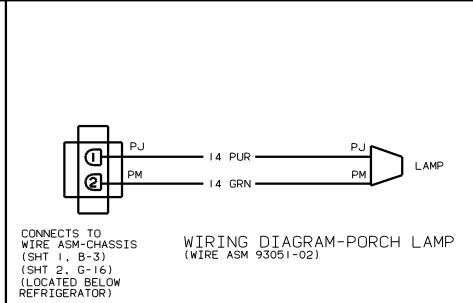 PJ
1
14 PUR
PJ
2
PM
14 GRN
PM
LAMP
CONNECTS TO
WIRE ASM-CHASSIS
(SHT 1, B-3)
(SHT 2, G-16)
(LOCATED BELOW
REFRIGERATOR)
WIRING DIAGRAM-PORCH LAMP
(WIRE ASM 93051-02)